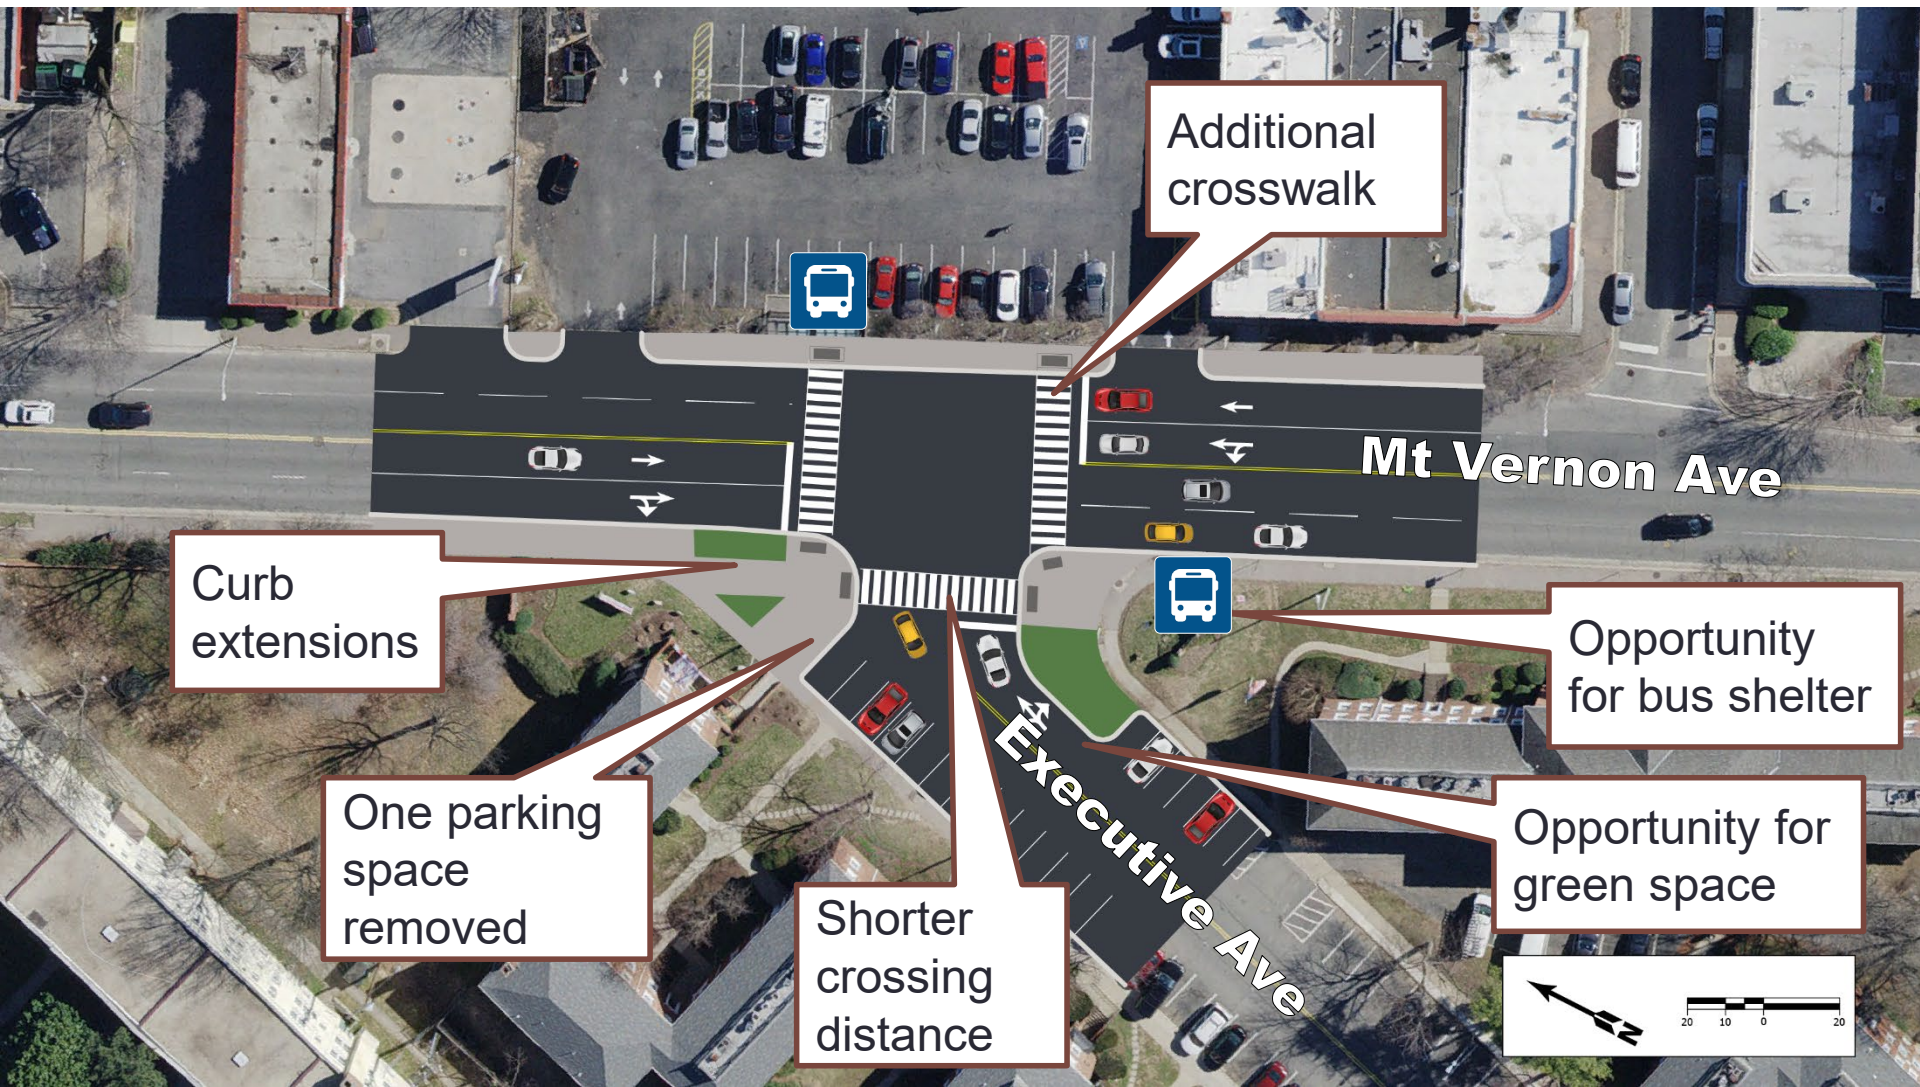 Additional
crosswalk
Mt Vernon Ave
Curb
extensions
Opportunity
for bus shelter
One parking
space
removed
Executive Ave
Opportunity for
green space
Shorter
crossing
distance
N
20 10 0 20